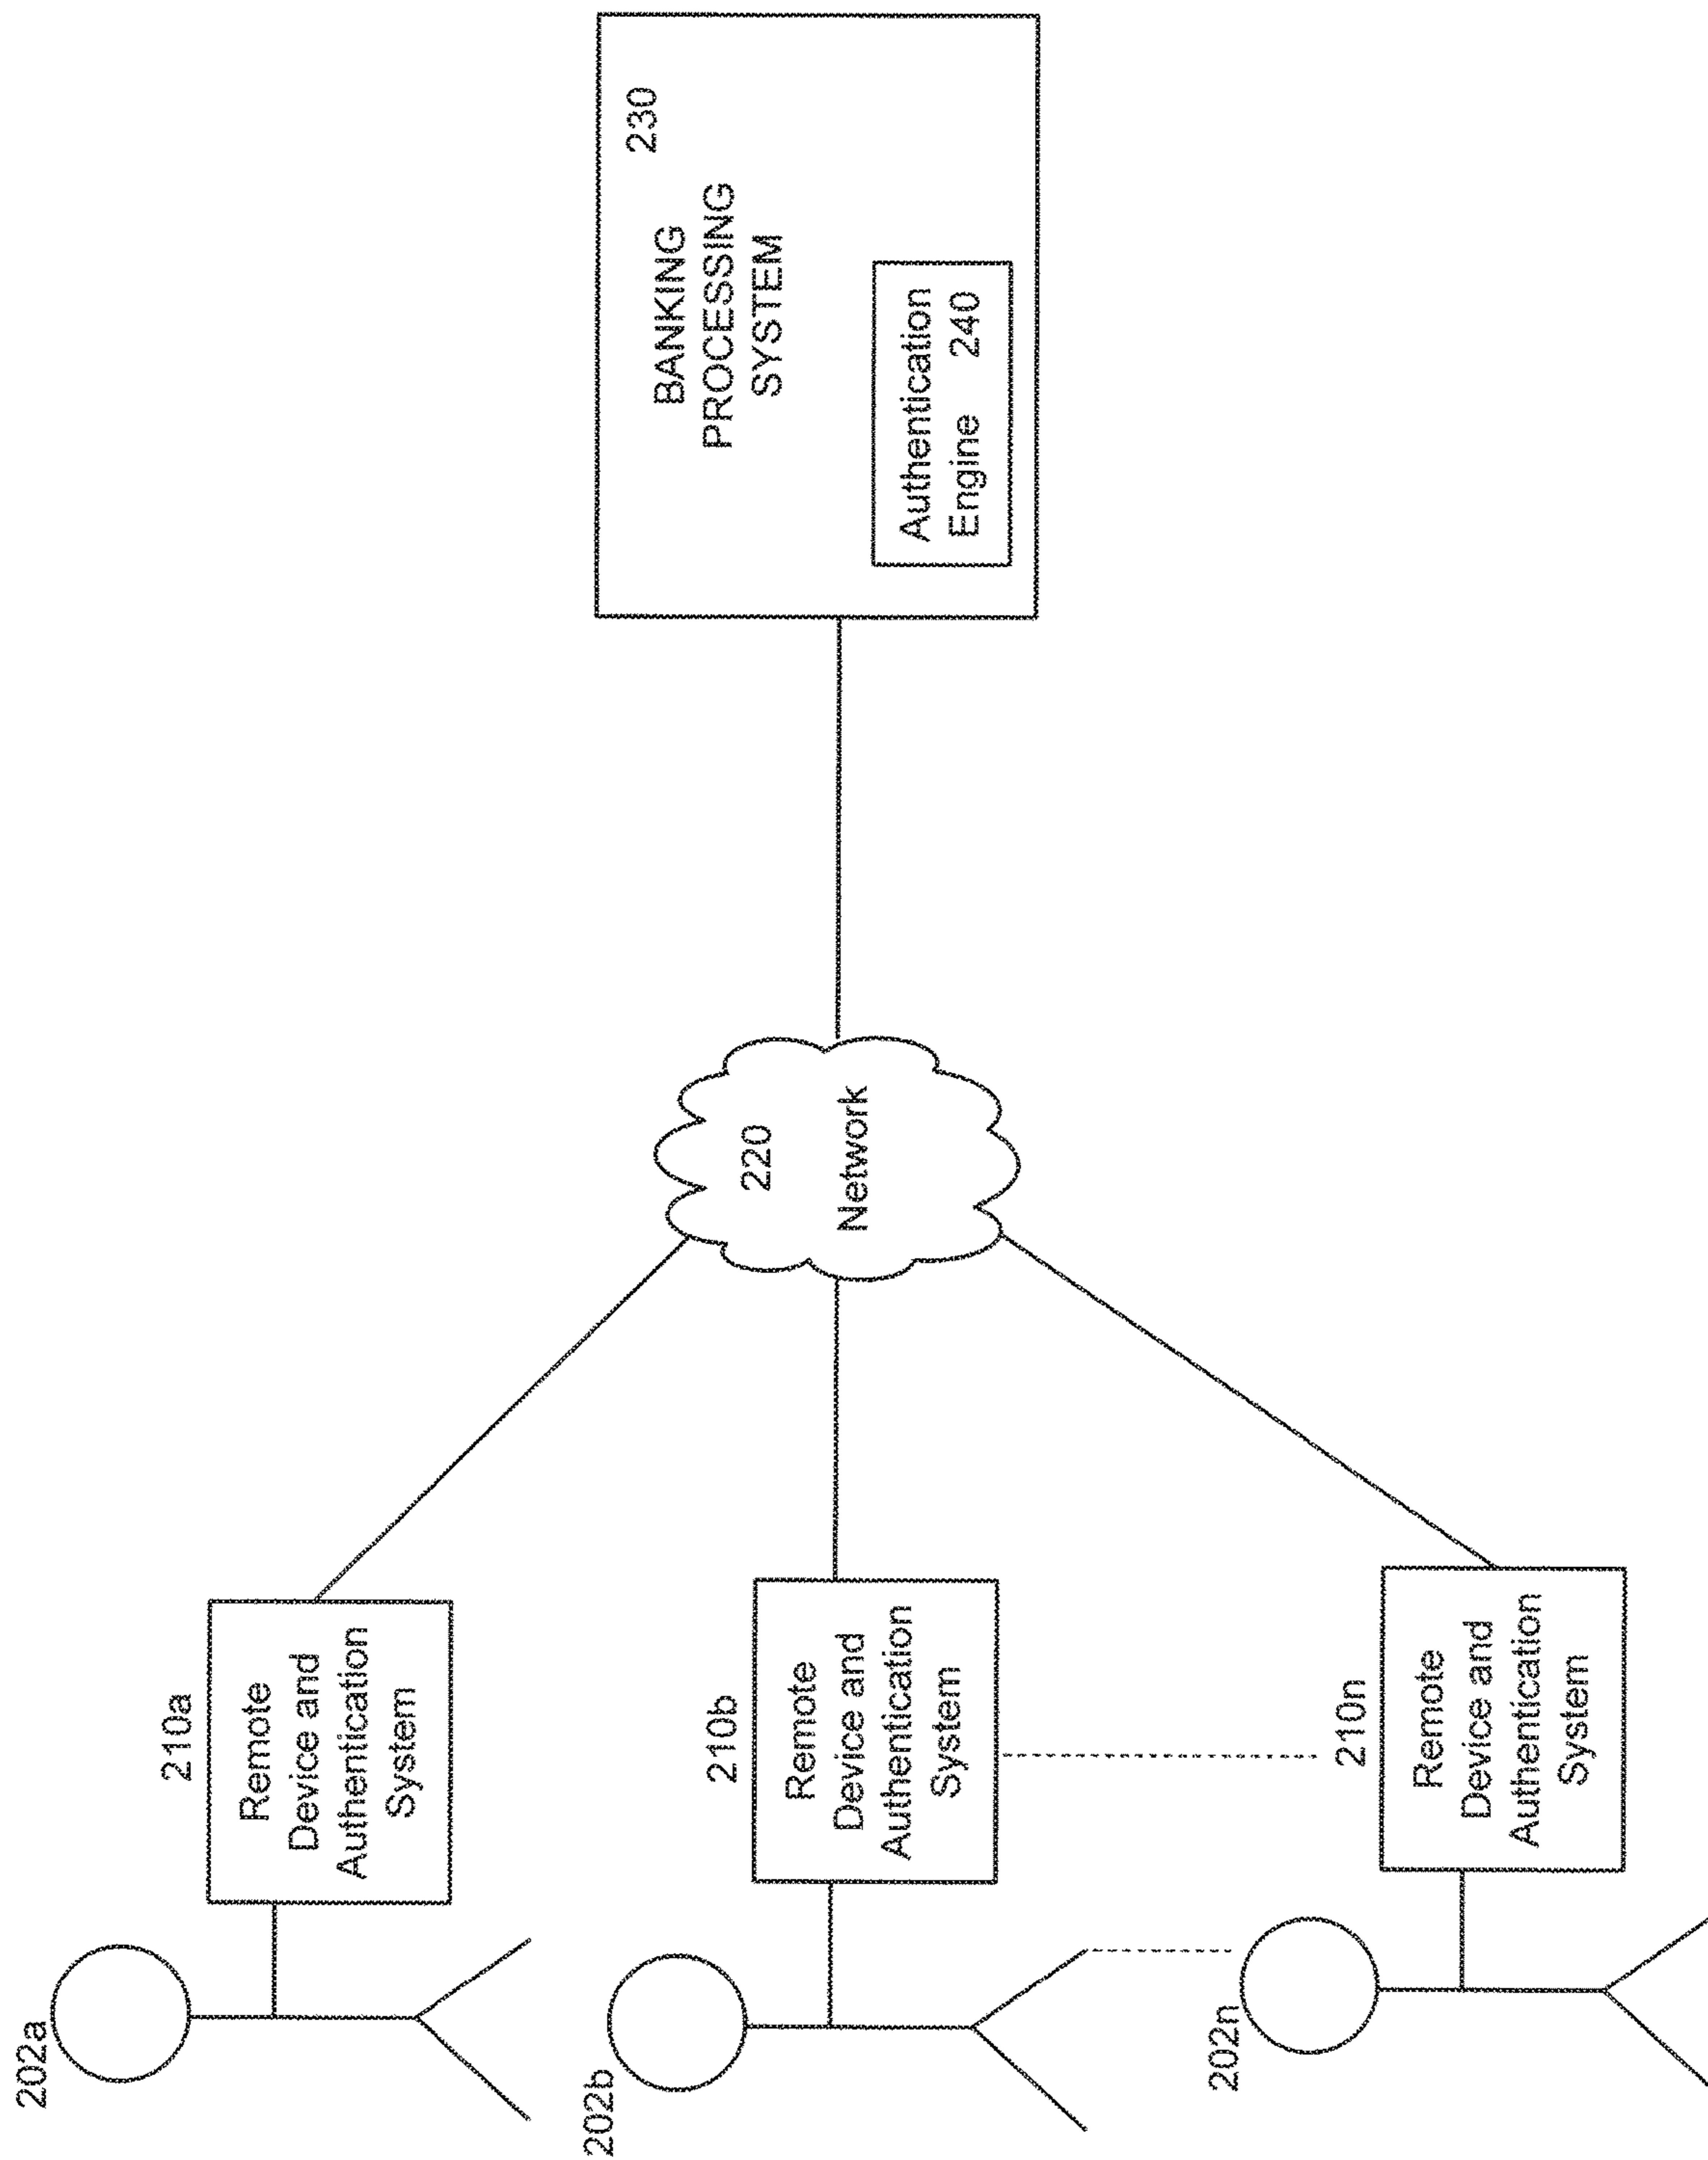 202a
210a
Remote
Device and
Authentication
System
202b
210b
Remote
Device and
Authentication
System
202n
210n
Remote
Device and
Authentication
System
220
Network
230
BANKING
PROCESSING
SYSTEM
Authentication
Engine 240